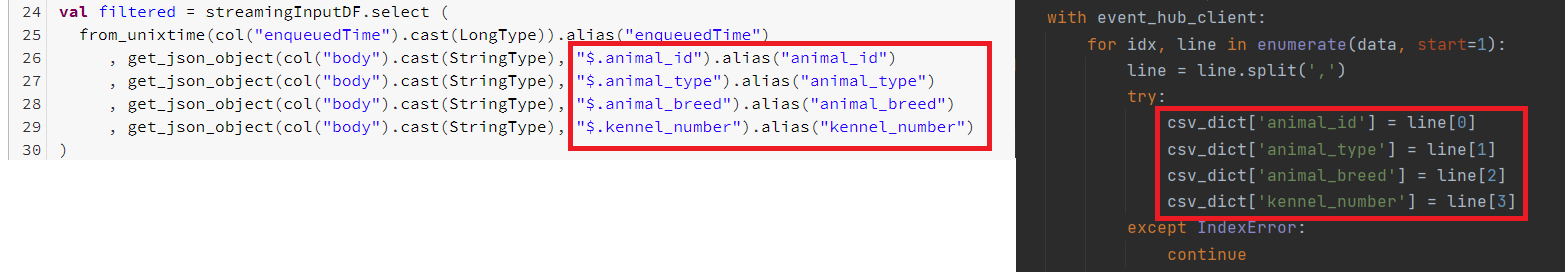 24 val filtered = streamingInputDF.select (
25 from_unixtime(col("enqueuedTime").cast(LongType)).alias("enqueuedTime")
26 , get_json_object(col("body").cast(StringType), "$.animal_id").alias("animal_id")
27 , get_json_object(col("body").cast(StringType), "$.animal_type").alias("animal_type")
28 , get_json_object(col("body").cast(StringType), "$.animal_breed").alias("animal_breed")
29 , get_json_object(col("body").cast(StringType), "$.kennel_number").alias("kennel_number")
30 )
with event_hub_client:
for idx, line in enumerate(data, start=1):
line = line.split(',')
try:
csv_dict['animal_id'] = line[0]
csv_dict['animal_type'] = line[1]
csv_dict['animal_breed'] = line[2]
csv_dict['kennel_number'] = line[3]
except IndexError:
continue